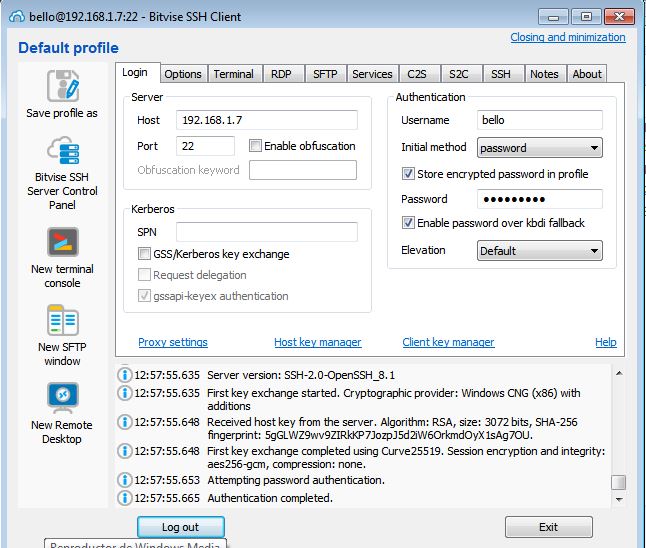 bello@192.168.1.7:22 - Bitvise SSH Client
Default profile
Closing and minimization
Save profile as
Bitvise SSH
Server Control
Panel
New terminal
console
New SFTP
window
New Remote
Desktop
Login Options Terminal RDP SFTP Services C2S S2C SSH Notes About
Server
Host 192.168.1.7
Port 22 Enable obfuscation
Obfuscation keyword
Kerberos
SPN
GSS/Kerberos key exchange
Request delegation
gssapi-keyex authentication
Authentication
Username bello
Initial method password
Store encrypted password in profile
Password ●●●●●●●●●
Enable password over kbdi fallback
Elevation Default
Proxy settings Host key manager Client key manager Help
12:57:55.635 Server version: SSH-2.0-OpenSSH_8.1
12:57:55.635 First key exchange started. Cryptographic provider: Windows CNG (x86) with
additions
12:57:55.648 Received host key from the server. Algorithm: RSA, size: 3072 bits, SHA-256
fingerprint: 5gGLWZ9wv9ZIRkKP7JozpJ5d2iW6OrkmdOyX1sAg7OU.
12:57:55.648 First key exchange completed using Curve25519. Session encryption and integrity:
aes256-gcm, compression: none.
12:57:55.653 Attempting password authentication.
12:57:55.665 Authentication completed.
Log out Exit
Reproductor de Windows Media